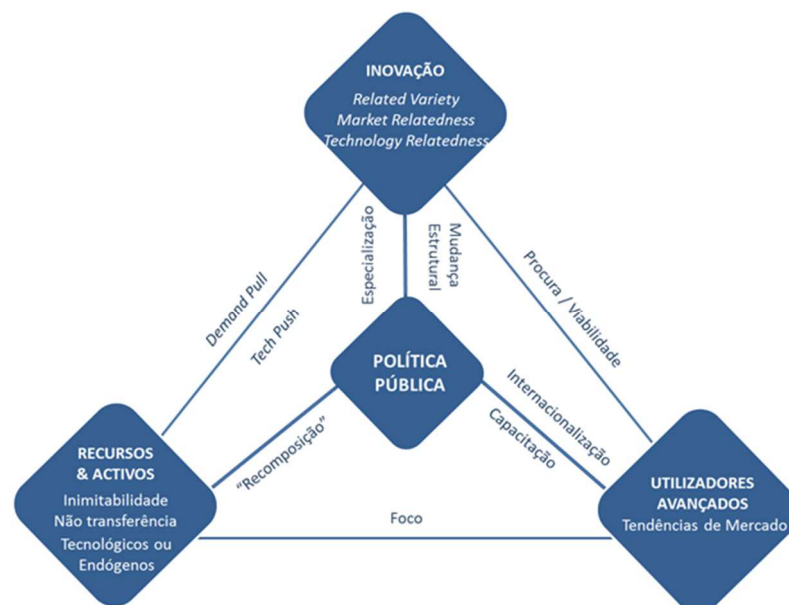 INOVAÇÃO
Related Variety
Market Relatedness
Technology Relatedness
Especialização
Mudança
Estrutural
Demand Pull
Tech Push
Procura / Viabilidade
POLÍTICA
PÚBLICA
"Recomposição"
Internacionalização
Capacitação
RECURSOS
& ACTIVOS
Inimitabilidade
Não transferência
Tecnológicos ou
Endógenos
Foco
UTILIZADORES
AVANÇADOS
Tendências de Mercado